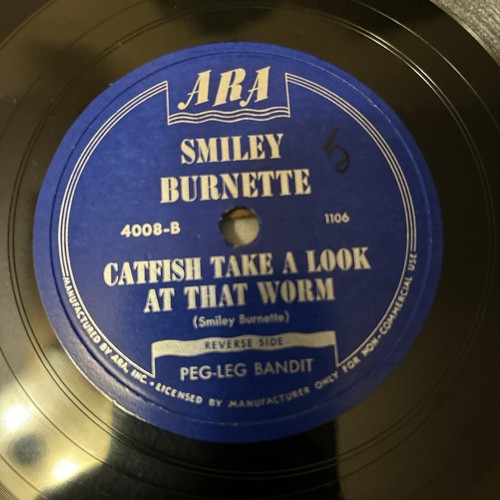 ARA
SMILEY
BURNETTE
5
4008-B
1106
CATFISH TAKE A LOOK
AT THAT WORM
(Smiley Burnette)
REVERSE SIDE
PEG-LEG BANDIT
MANUFACTURED BY ARA, INC. • LICENSED BY MANUFACTURER ONLY FOR NON-COMMERCIAL USE